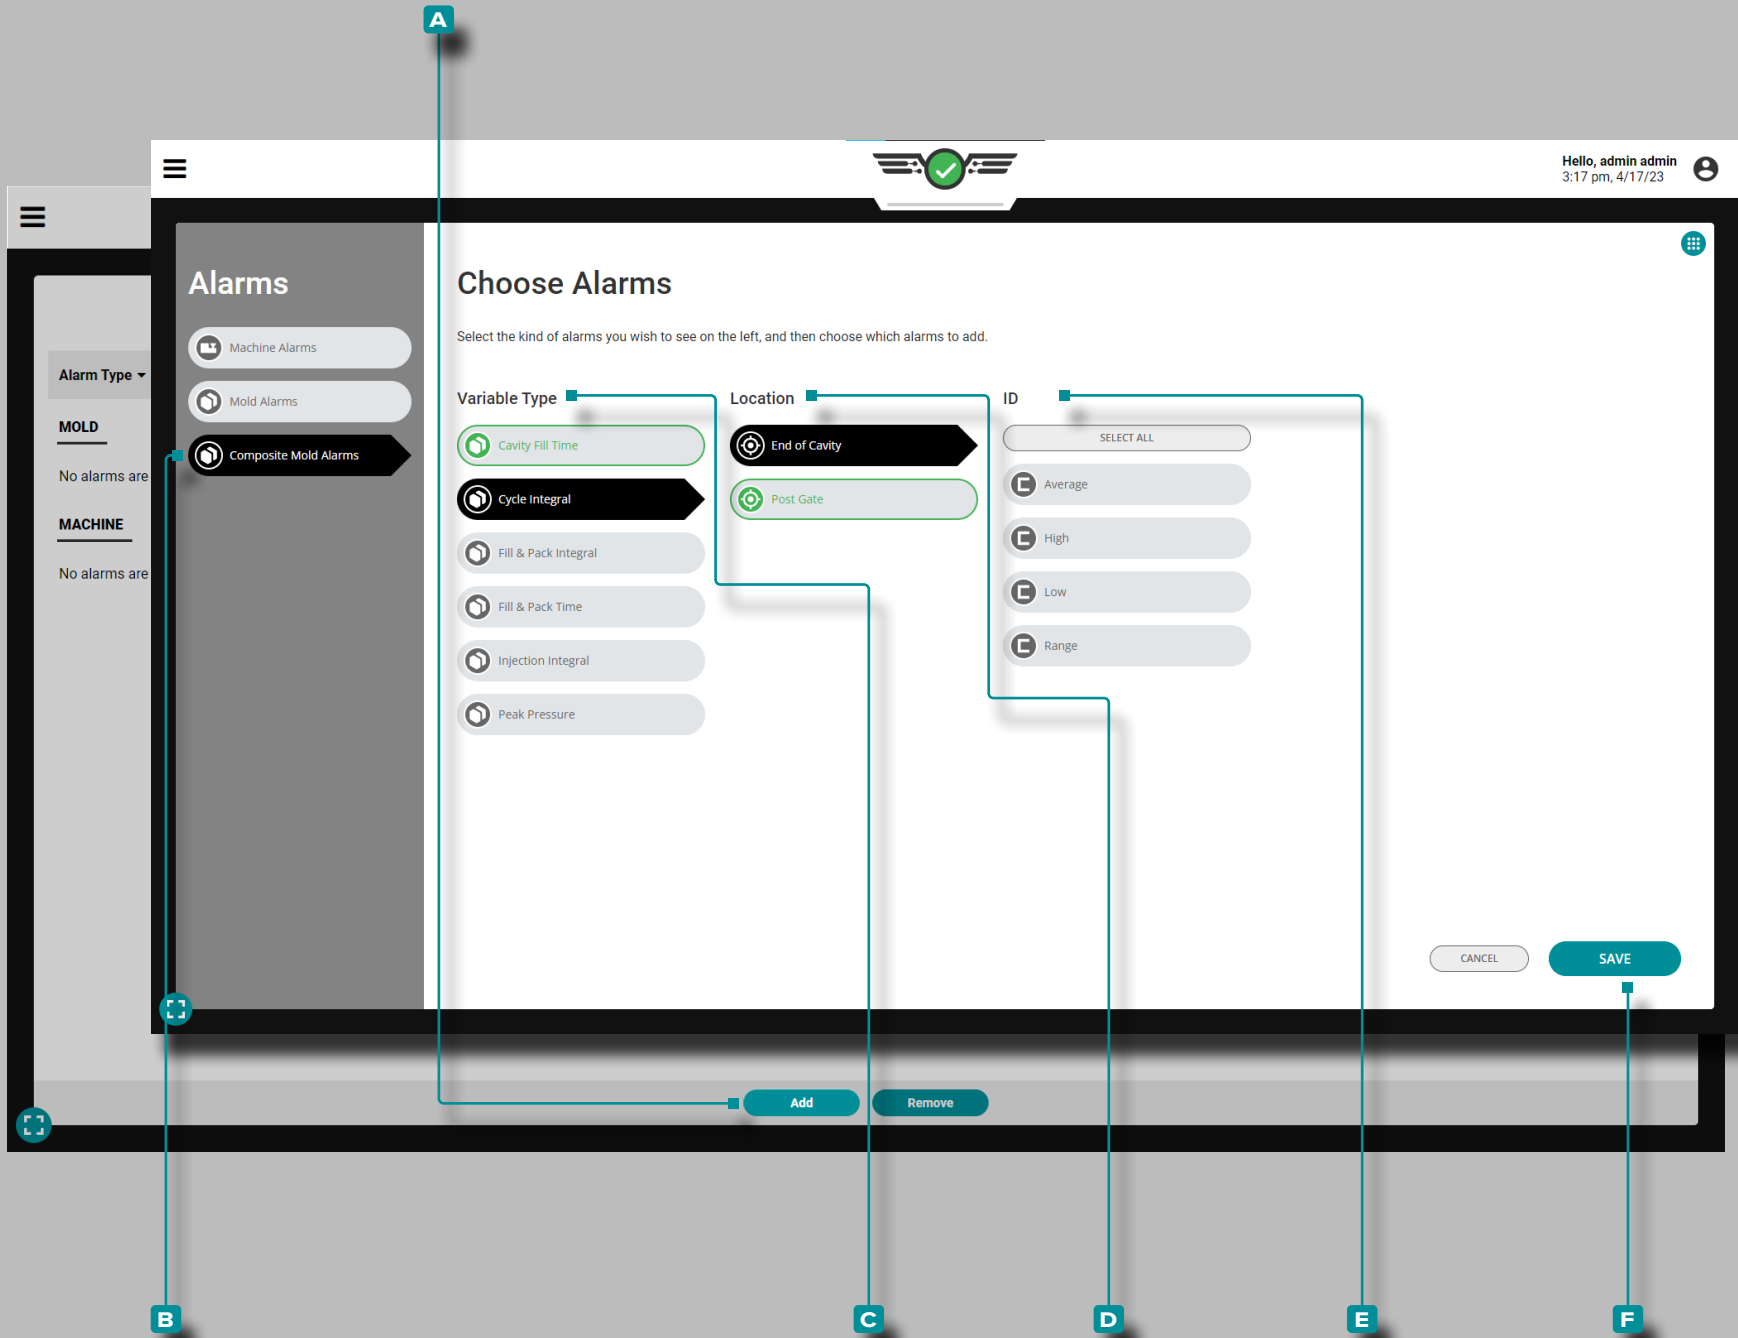 A
Hello, admin admin
3:17 pm, 4/17/23
Alarms
Machine Alarms
Mold Alarms
Composite Mold Alarms
Choose Alarms
Select the kind of alarms you wish to see on the left, and then choose which alarms to add.
Variable Type
Cavity Fill Time
Cycle Integral
Fill & Pack Integral
Fill & Pack Time
Injection Integral
Peak Pressure
Location
End of Cavity
Post Gate
ID
SELECT ALL
Average
High
Low
Range
CANCEL
SAVE
Alarm Type
MOLD
No alarms are
MACHINE
No alarms are
Add
Remove
B
C
D
E
F